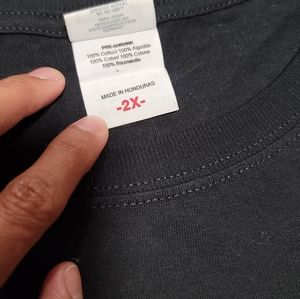 PRE-SHRUNK
100% Cotton/ 100% Algodón
100% Coton/ 100% Cotone
100% Baumwolle
MADE IN HONDURAS
-2X-